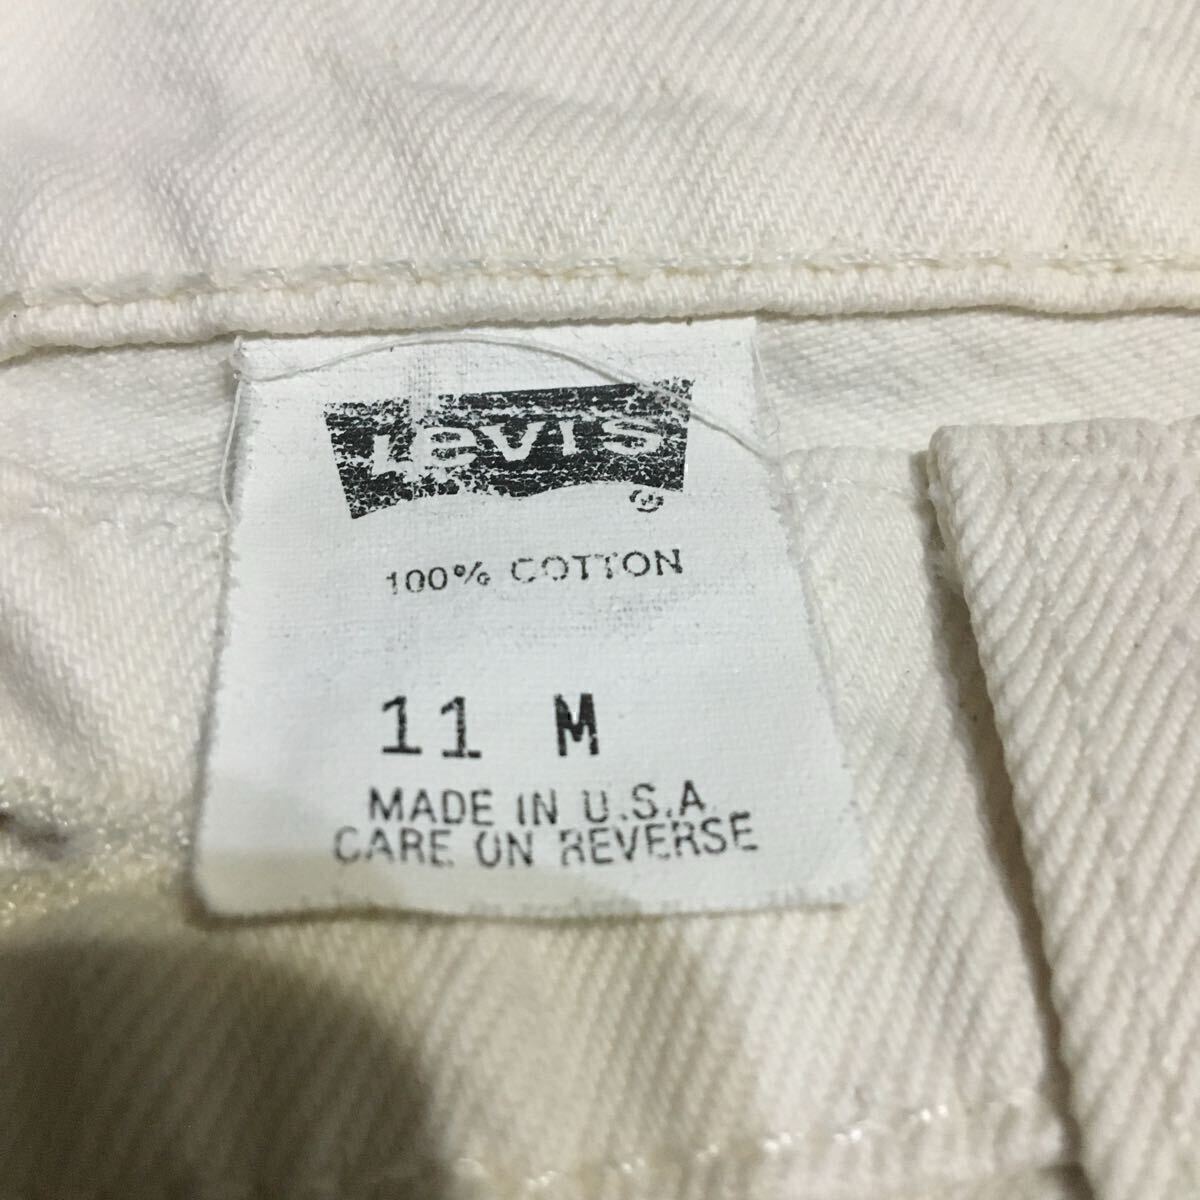 Levi's
®
100% COTTON
11 M
MADE IN U.S.A.
CARE ON REVERSE